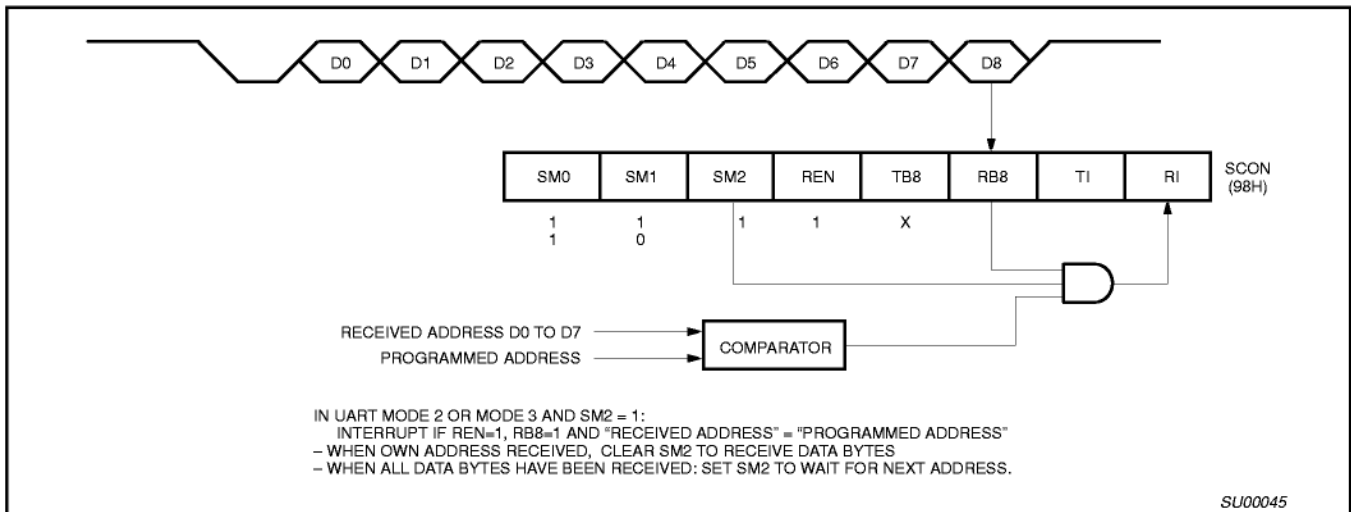 D0 D1 D2 D3 D4 D5 D6 D7 D8
SM0 SM1 SM2 REN TB8 RB8 TI RI SCON
(98H)
1 1 1 1 X
1 0
RECEIVED ADDRESS D0 TO D7
PROGRAMMED ADDRESS
COMPARATOR
IN UART MODE 2 OR MODE 3 AND SM2 = 1:
INTERRUPT IF REN=1, RB8=1 AND “RECEIVED ADDRESS” = “PROGRAMMED ADDRESS”
– WHEN OWN ADDRESS RECEIVED, CLEAR SM2 TO RECEIVE DATA BYTES
– WHEN ALL DATA BYTES HAVE BEEN RECEIVED: SET SM2 TO WAIT FOR NEXT ADDRESS.
SU00045